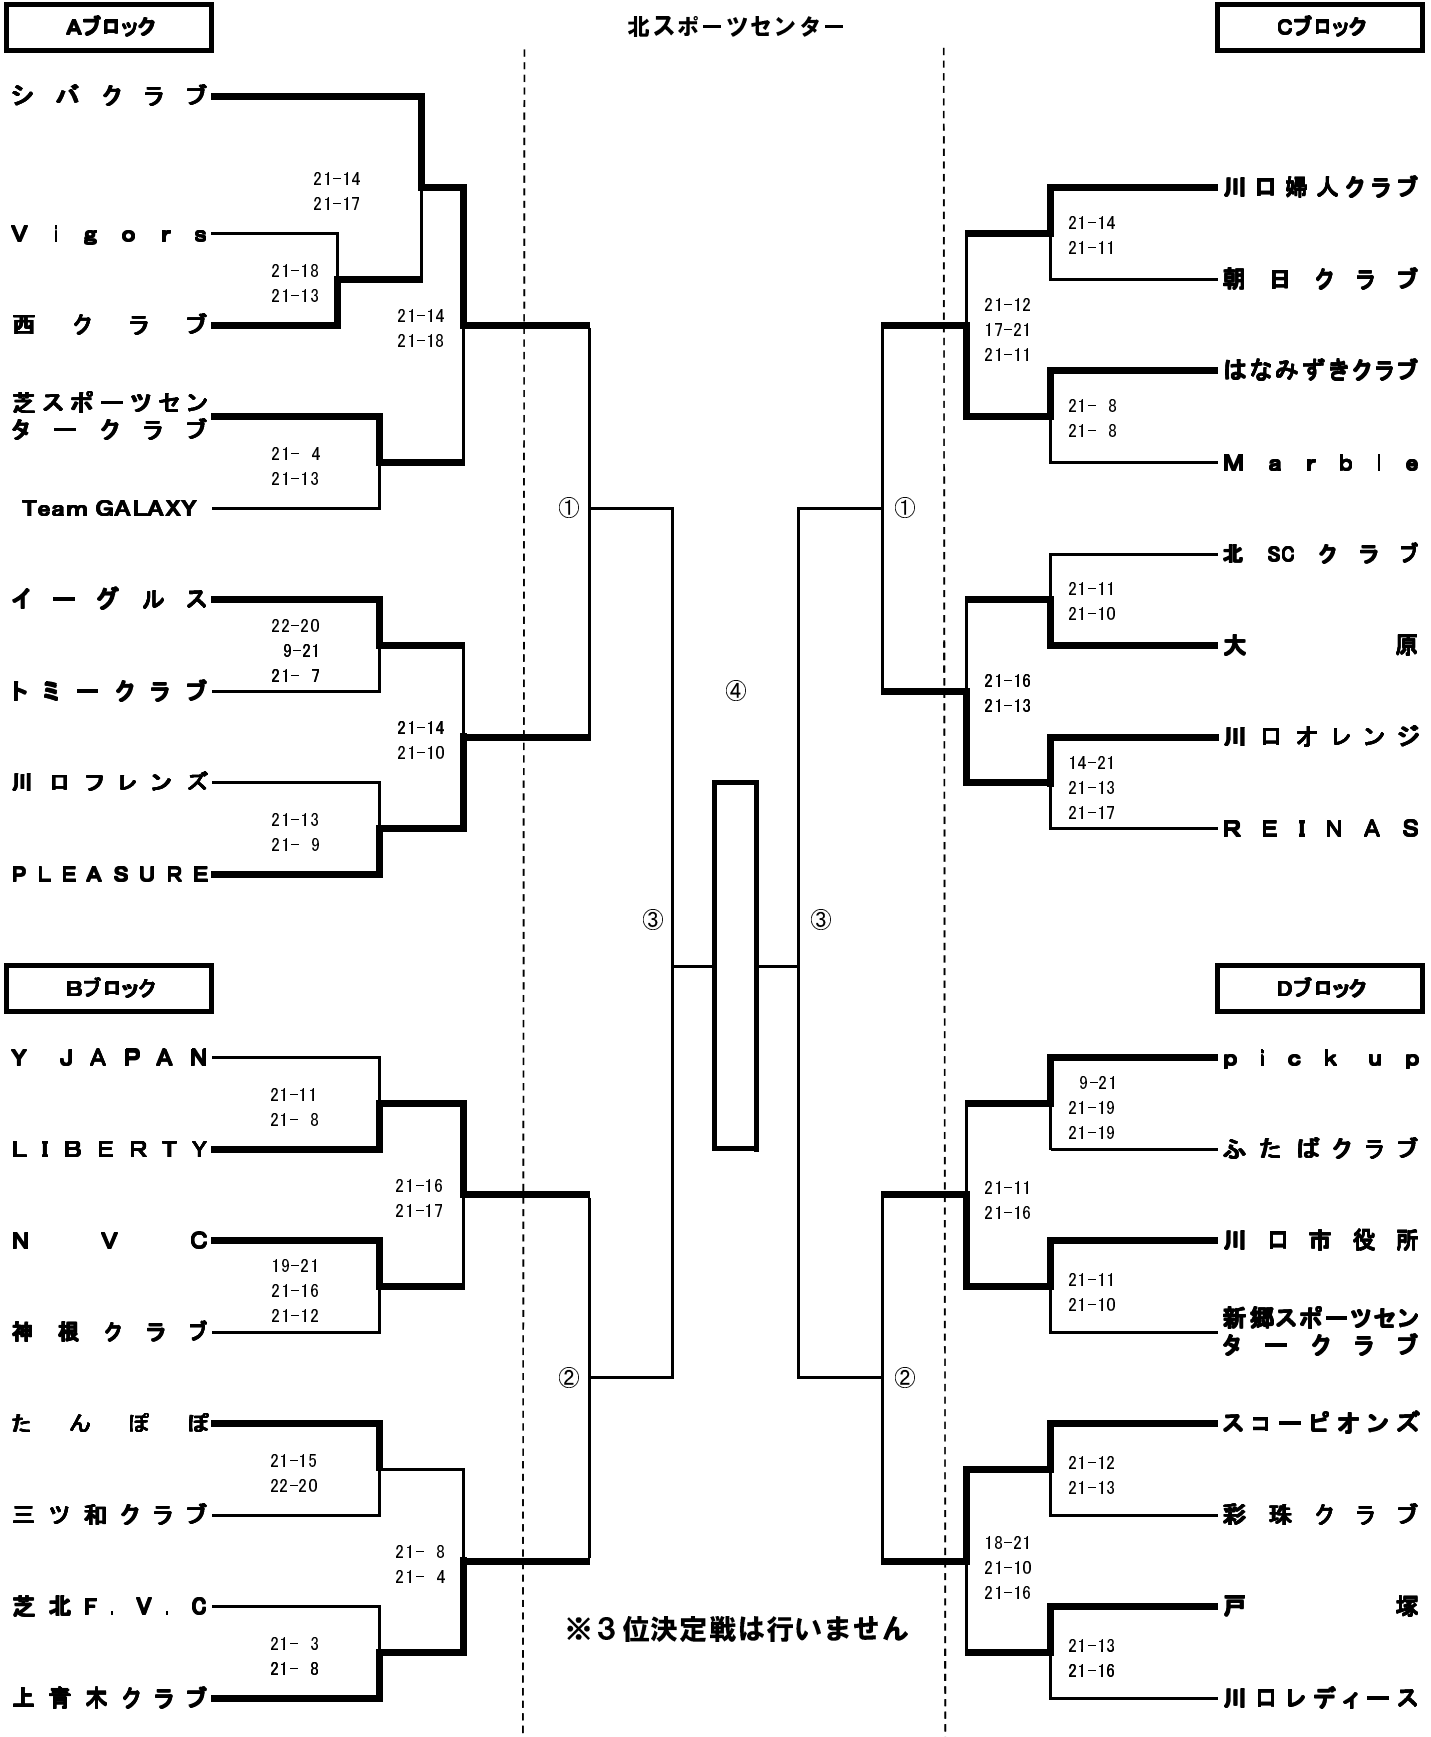 Aブロック
北スポーツセンター
Cブロック
シバクラブ
21-14
21-17
Vigors
21-18
21-13
西クラブ
21-14
21-18
芝スポーツセン
タークラブ
21- 4
21-13
Team GALAXY
①
イーグルス
22-20
9-21
21- 7
トミークラブ
21-14
21-10
川口フレンズ
21-13
21- 9
PLEASURE
川口婦人クラブ
21-14
21-11
朝日クラブ
21-12
17-21
21-11
はなみずきクラブ
21- 8
21- 8
Marble
①
北SCクラブ
21-11
21-10
大原
21-16
21-13
川口オレンジ
14-21
21-13
21-17
REINAS
④
③
③
Bブロック
Dブロック
Y JAPAN
21-11
21- 8
LIBERTY
21-16
21-17
NVC
19-21
21-16
21-12
神根クラブ
②
たんぽぽ
21-15
22-20
三ツ和クラブ
21- 8
21- 4
芝北F.V.C
21- 3
21- 8
上青木クラブ
pickup
9-21
21-19
21-19
ふたばクラブ
21-11
21-16
川口市役所
21-11
21-10
新郷スポーツセン
タークラブ
②
スコーピオンズ
21-12
21-13
彩珠クラブ
18-21
21-10
21-16
戸塚
21-13
21-16
川口レディース
※３位決定戦は行いません